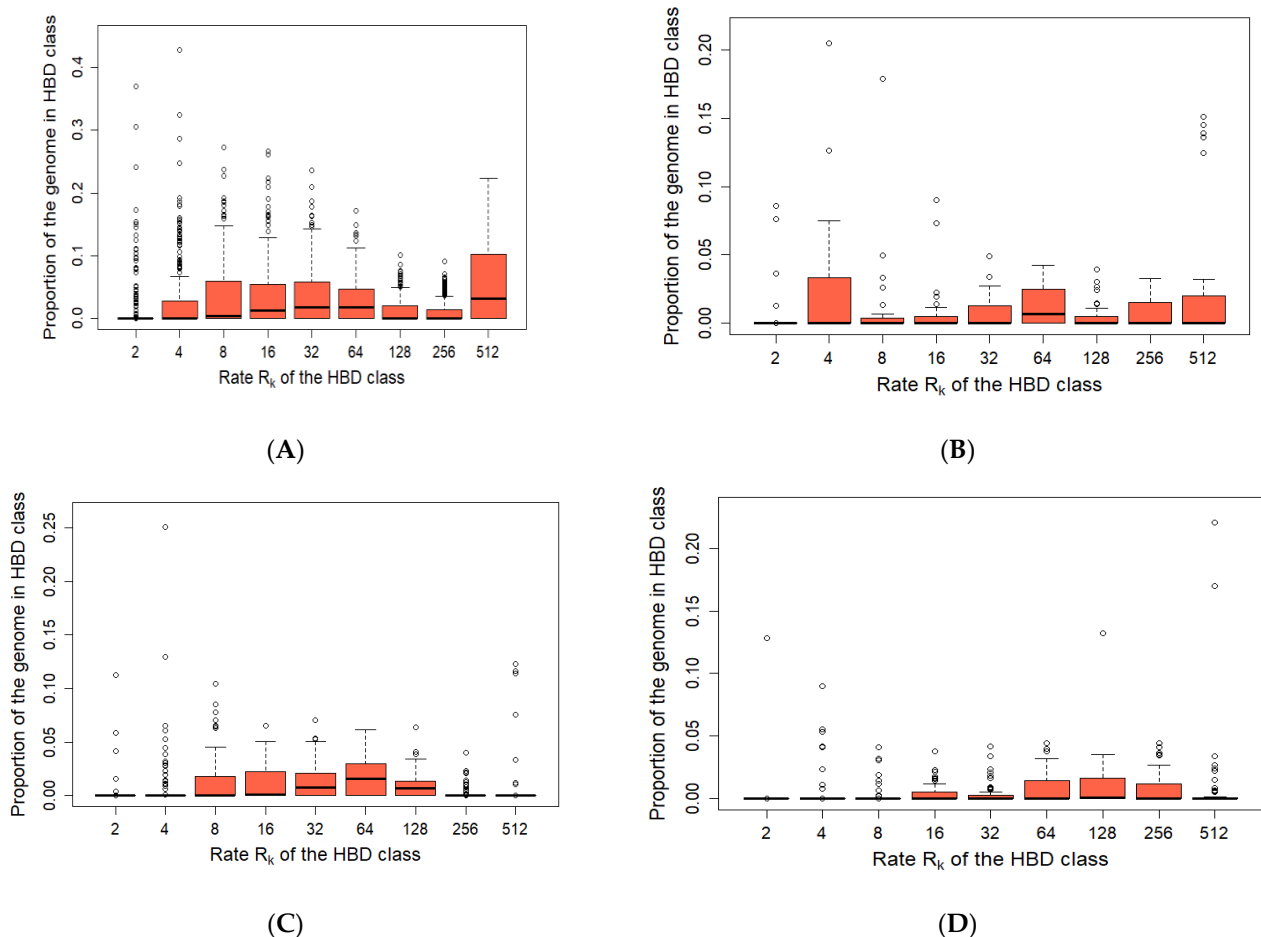 Proportion of the genome in HBD class
0.4
0.3
0.2
0.1
0.0
2 4 8 16 32 64 128 256 512
Rate Rk of the HBD class
(A)
Proportion of the genome in HBD class
0.20
0.15
0.10
0.05
0.00
2 4 8 16 32 64 128 256 512
Rate Rk of the HBD class
(B)
Proportion of the genome in HBD class
0.25
0.20
0.15
0.10
0.05
0.00
2 4 8 16 32 64 128 256 512
Rate Rk of the HBD class
(C)
Proportion of the genome in HBD class
0.20
0.15
0.10
0.05
0.00
2 4 8 16 32 64 128 256 512
Rate Rk of the HBD class
(D)